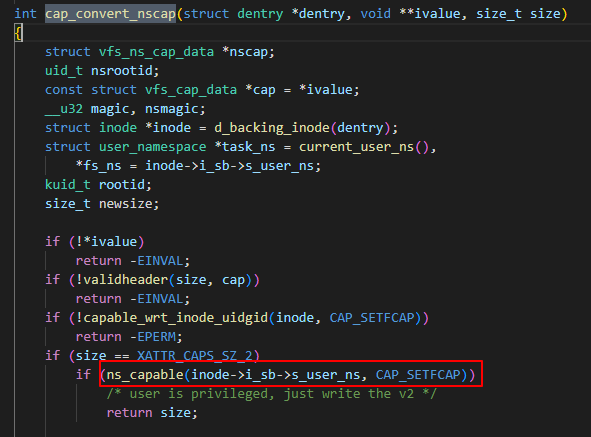 int cap_convert_nscap(struct dentry *dentry, void **ivalue, size_t size)
{
struct vfs_ns_cap_data *nscap;
uid_t nsrootid;
const struct vfs_cap_data *cap = *ivalue;
__u32 magic, nsmagic;
struct inode *inode = d_backing_inode(dentry);
struct user_namespace *task_ns = current_user_ns(),
*fs_ns = inode->i_sb->s_user_ns;
kuid_t rootid;
size_t newsize;
if (!*ivalue)
return -EINVAL;
if (!validheader(size, cap))
return -EINVAL;
if (!capable_wrt_inode_uidgid(inode, CAP_SETFCAP))
return -EPERM;
if (size == XATTR_CAPS_SZ_2)
if (ns_capable(inode->i_sb->s_user_ns, CAP_SETFCAP))
/* user is privileged, just write the v2 */
return size;